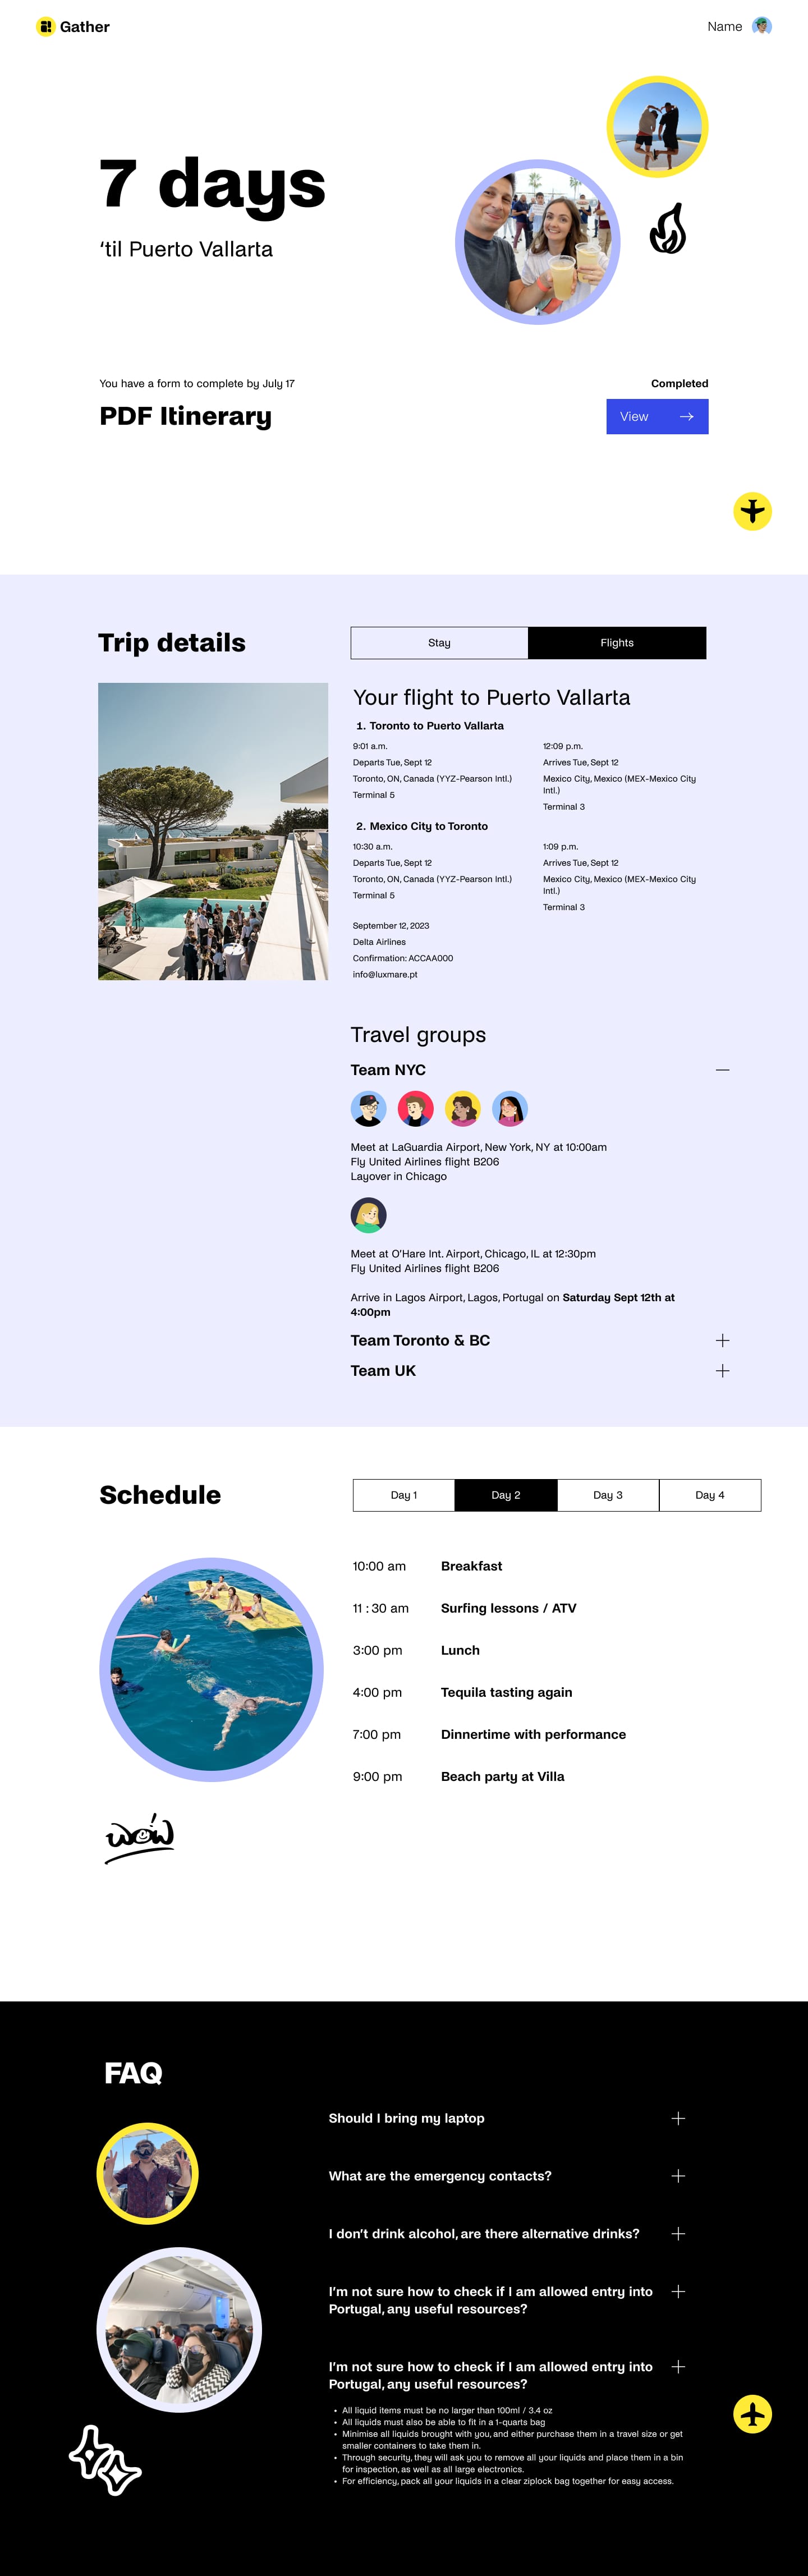 Gather
Name
7 days
‘til Puerto Vallarta
You have a form to complete by July 17
Completed
PDF Itinerary
View
Trip details
Stay
Flights
Your flight to Puerto Vallarta
1. Toronto to Puerto Vallarta
9:01 a.m.
Departs Tue, Sept 12
Toronto, ON, Canada (YYZ-Pearson Intl.)
Terminal 5
12:09 p.m.
Arrives Tue, Sept 12
Mexico City, Mexico (MEX-Mexico City
Intl.)
Terminal 3
2. Mexico City to Toronto
10:30 a.m.
Departs Tue, Sept 12
Toronto, ON, Canada (YYZ-Pearson Intl.)
Terminal 5
1:09 p.m.
Arrives Tue, Sept 12
Mexico City, Mexico (MEX-Mexico City
Intl.)
Terminal 3
September 12, 2023
Delta Airlines
Confirmation: ACCAA000
info@luxmare.pt
Travel groups
Team NYC
Meet at LaGuardia Airport, New York, NY at 10:00am
Fly United Airlines flight B206
Layover in Chicago
Meet at O’Hare Int. Airport, Chicago, IL at 12:30pm
Fly United Airlines flight B206
Arrive in Lagos Airport, Lagos, Portugal on Saturday Sept 12th at
4:00pm
Team Toronto & BC
Team UK
Schedule
Day 1
Day 2
Day 3
Day 4
10:00 am Breakfast
11 : 30 am Surfing lessons / ATV
3:00 pm Lunch
4:00 pm Tequila tasting again
7:00 pm Dinnertime with performance
9:00 pm Beach party at Villa
wow
FAQ
Should I bring my laptop
What are the emergency contacts?
I don’t drink alcohol, are there alternative drinks?
I’m not sure how to check if I am allowed entry into
Portugal, any useful resources?
I’m not sure how to check if I am allowed entry into
Portugal, any useful resources?
• All liquid items must be no larger than 100ml / 3.4 oz
• All liquids must also be able to fit in a 1-quarts bag
• Minimise all liquids brought with you, and either purchase them in a travel size or get
smaller containers to take them in.
• Through security, they will ask you to remove all your liquids and place them in a bin
for inspection, as well as all large electronics.
• For efficiency, pack all your liquids in a clear ziplock bag together for easy access.